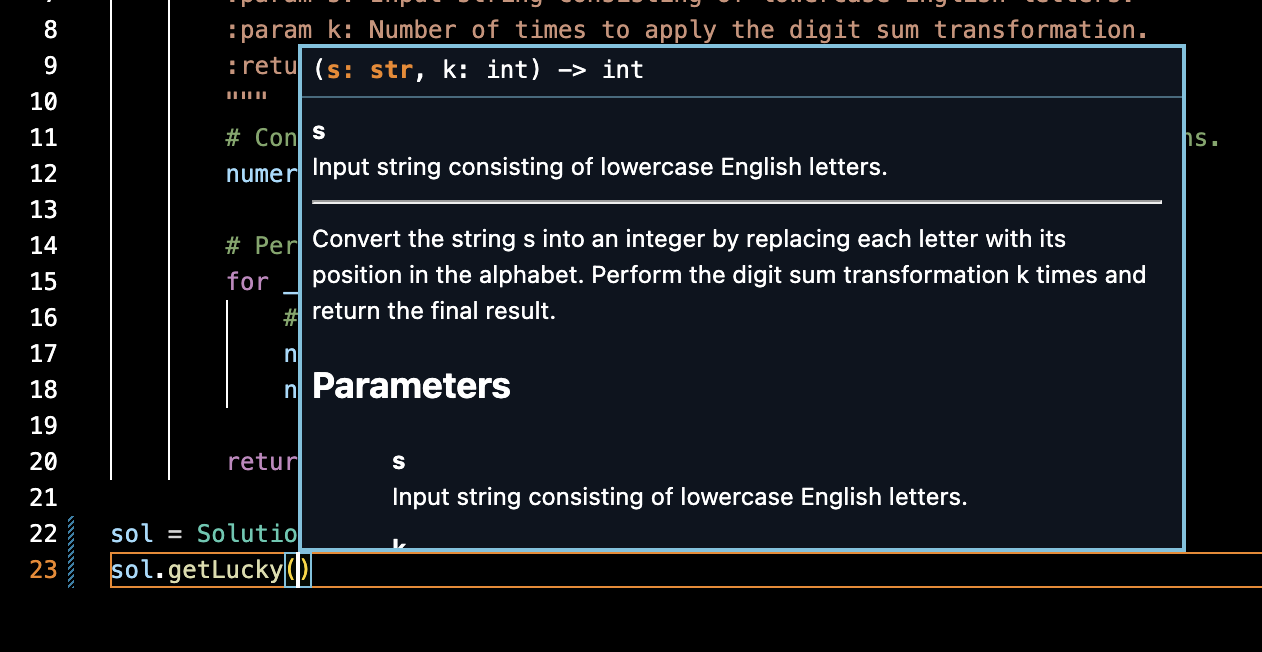 :param s: Input string consisting of lowercase English letters.
8 :param k: Number of times to apply the digit sum transformation.
9 :retu
10 """
11 # Con ns.
12 numer
13
14 # Per
15 for _
16 #
17 n
18 n
19
20 retur
21
22 sol = Solutio
23 sol.getLucky()
(s: str, k: int) -> int
s
Input string consisting of lowercase English letters.
Convert the string s into an integer by replacing each letter with its
position in the alphabet. Perform the digit sum transformation k times and
return the final result.
Parameters
s
Input string consisting of lowercase English letters.
k